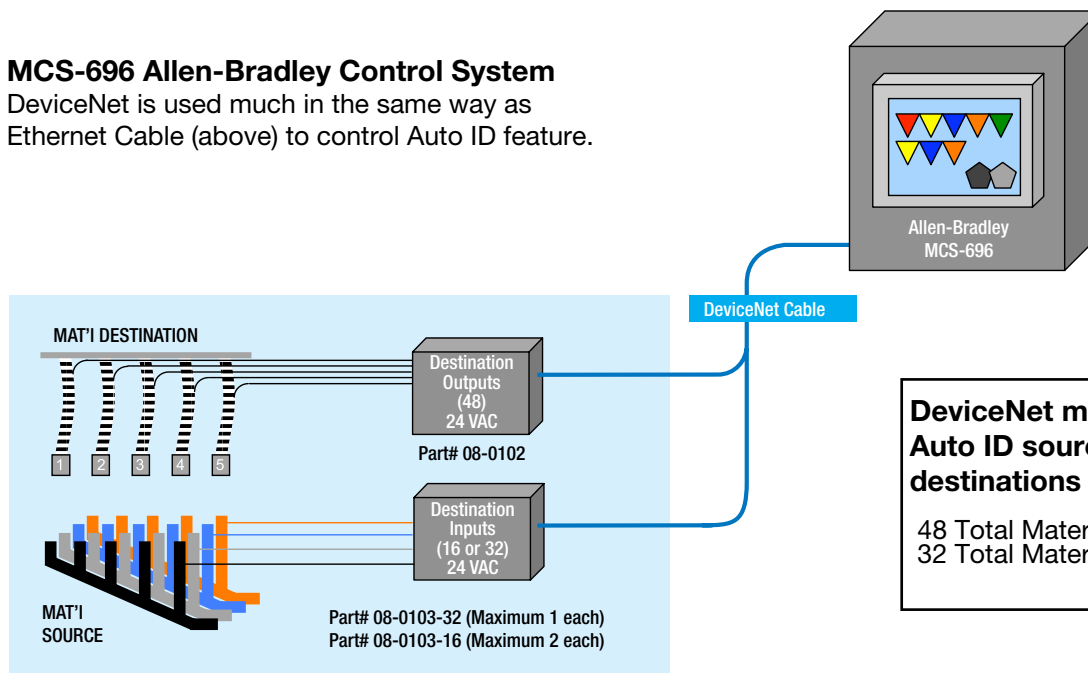 MCS-696 Allen-Bradley Control System
DeviceNet is used much in the same way as
Ethernet Cable (above) to control Auto ID feature.
Allen-Bradley
MCS-696
DeviceNet Cable
MAT'I DESTINATION
Destination
Outputs
(48)
24 VAC
Part# 08-0102
1 2 3 4 5
Destination
Inputs
(16 or 32)
24 VAC
MAT'I
SOURCE
Part# 08-0103-32 (Maximum 1 each)
Part# 08-0103-16 (Maximum 2 each)
DeviceNet m
Auto ID sour
destinations
48 Total Mater
32 Total Mater